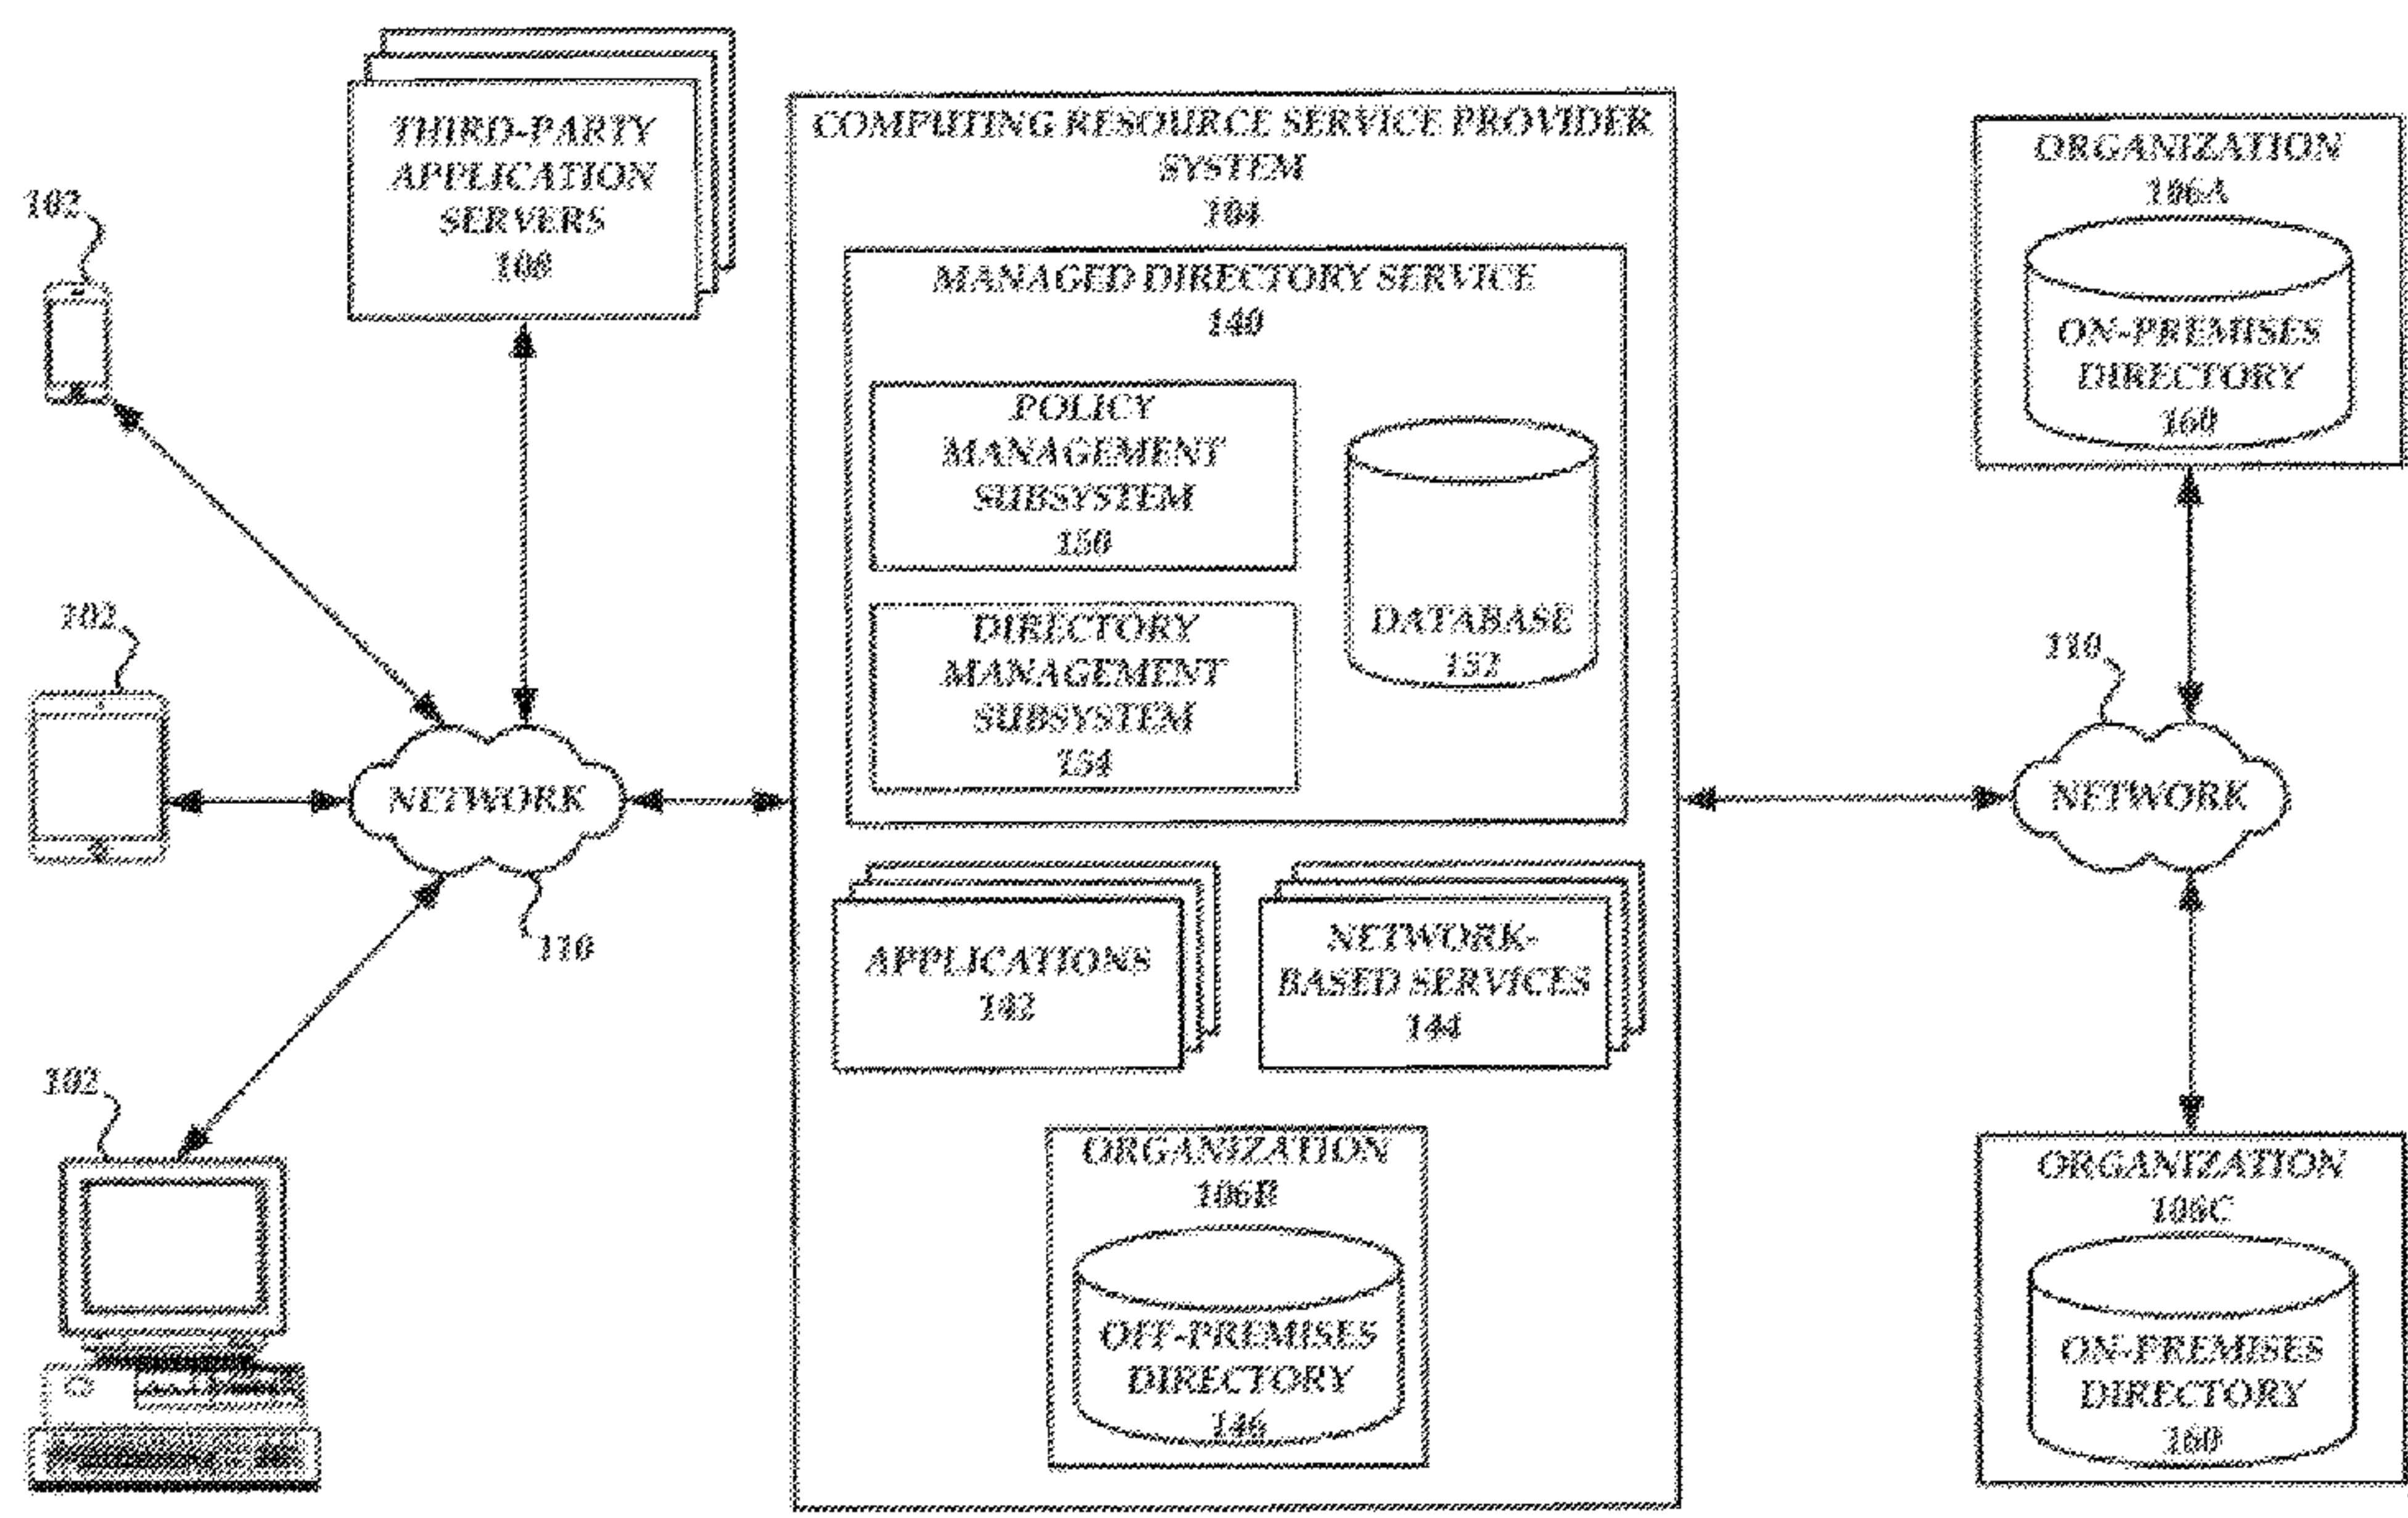 102
THIRD-PARTY
APPLICATION
SERVERS
108
102
NETWORK
110
102
COMPUTING RESOURCE SERVICE PROVIDER
SYSTEM
104
MANAGED DIRECTORY SERVICE
140
POLICY
MANAGEMENT
SUBSYSTEM
150
DIRECTORY
MANAGEMENT
SUBSYSTEM
154
DATABASE
152
APPLICATIONS
142
NETWORK-
BASED SERVICES
144
ORGANIZATION
106B
OFF-PREMISES
DIRECTORY
146
ORGANIZATION
106A
ON-PREMISES
DIRECTORY
160
110
NETWORK
ORGANIZATION
106C
ON-PREMISES
DIRECTORY
160